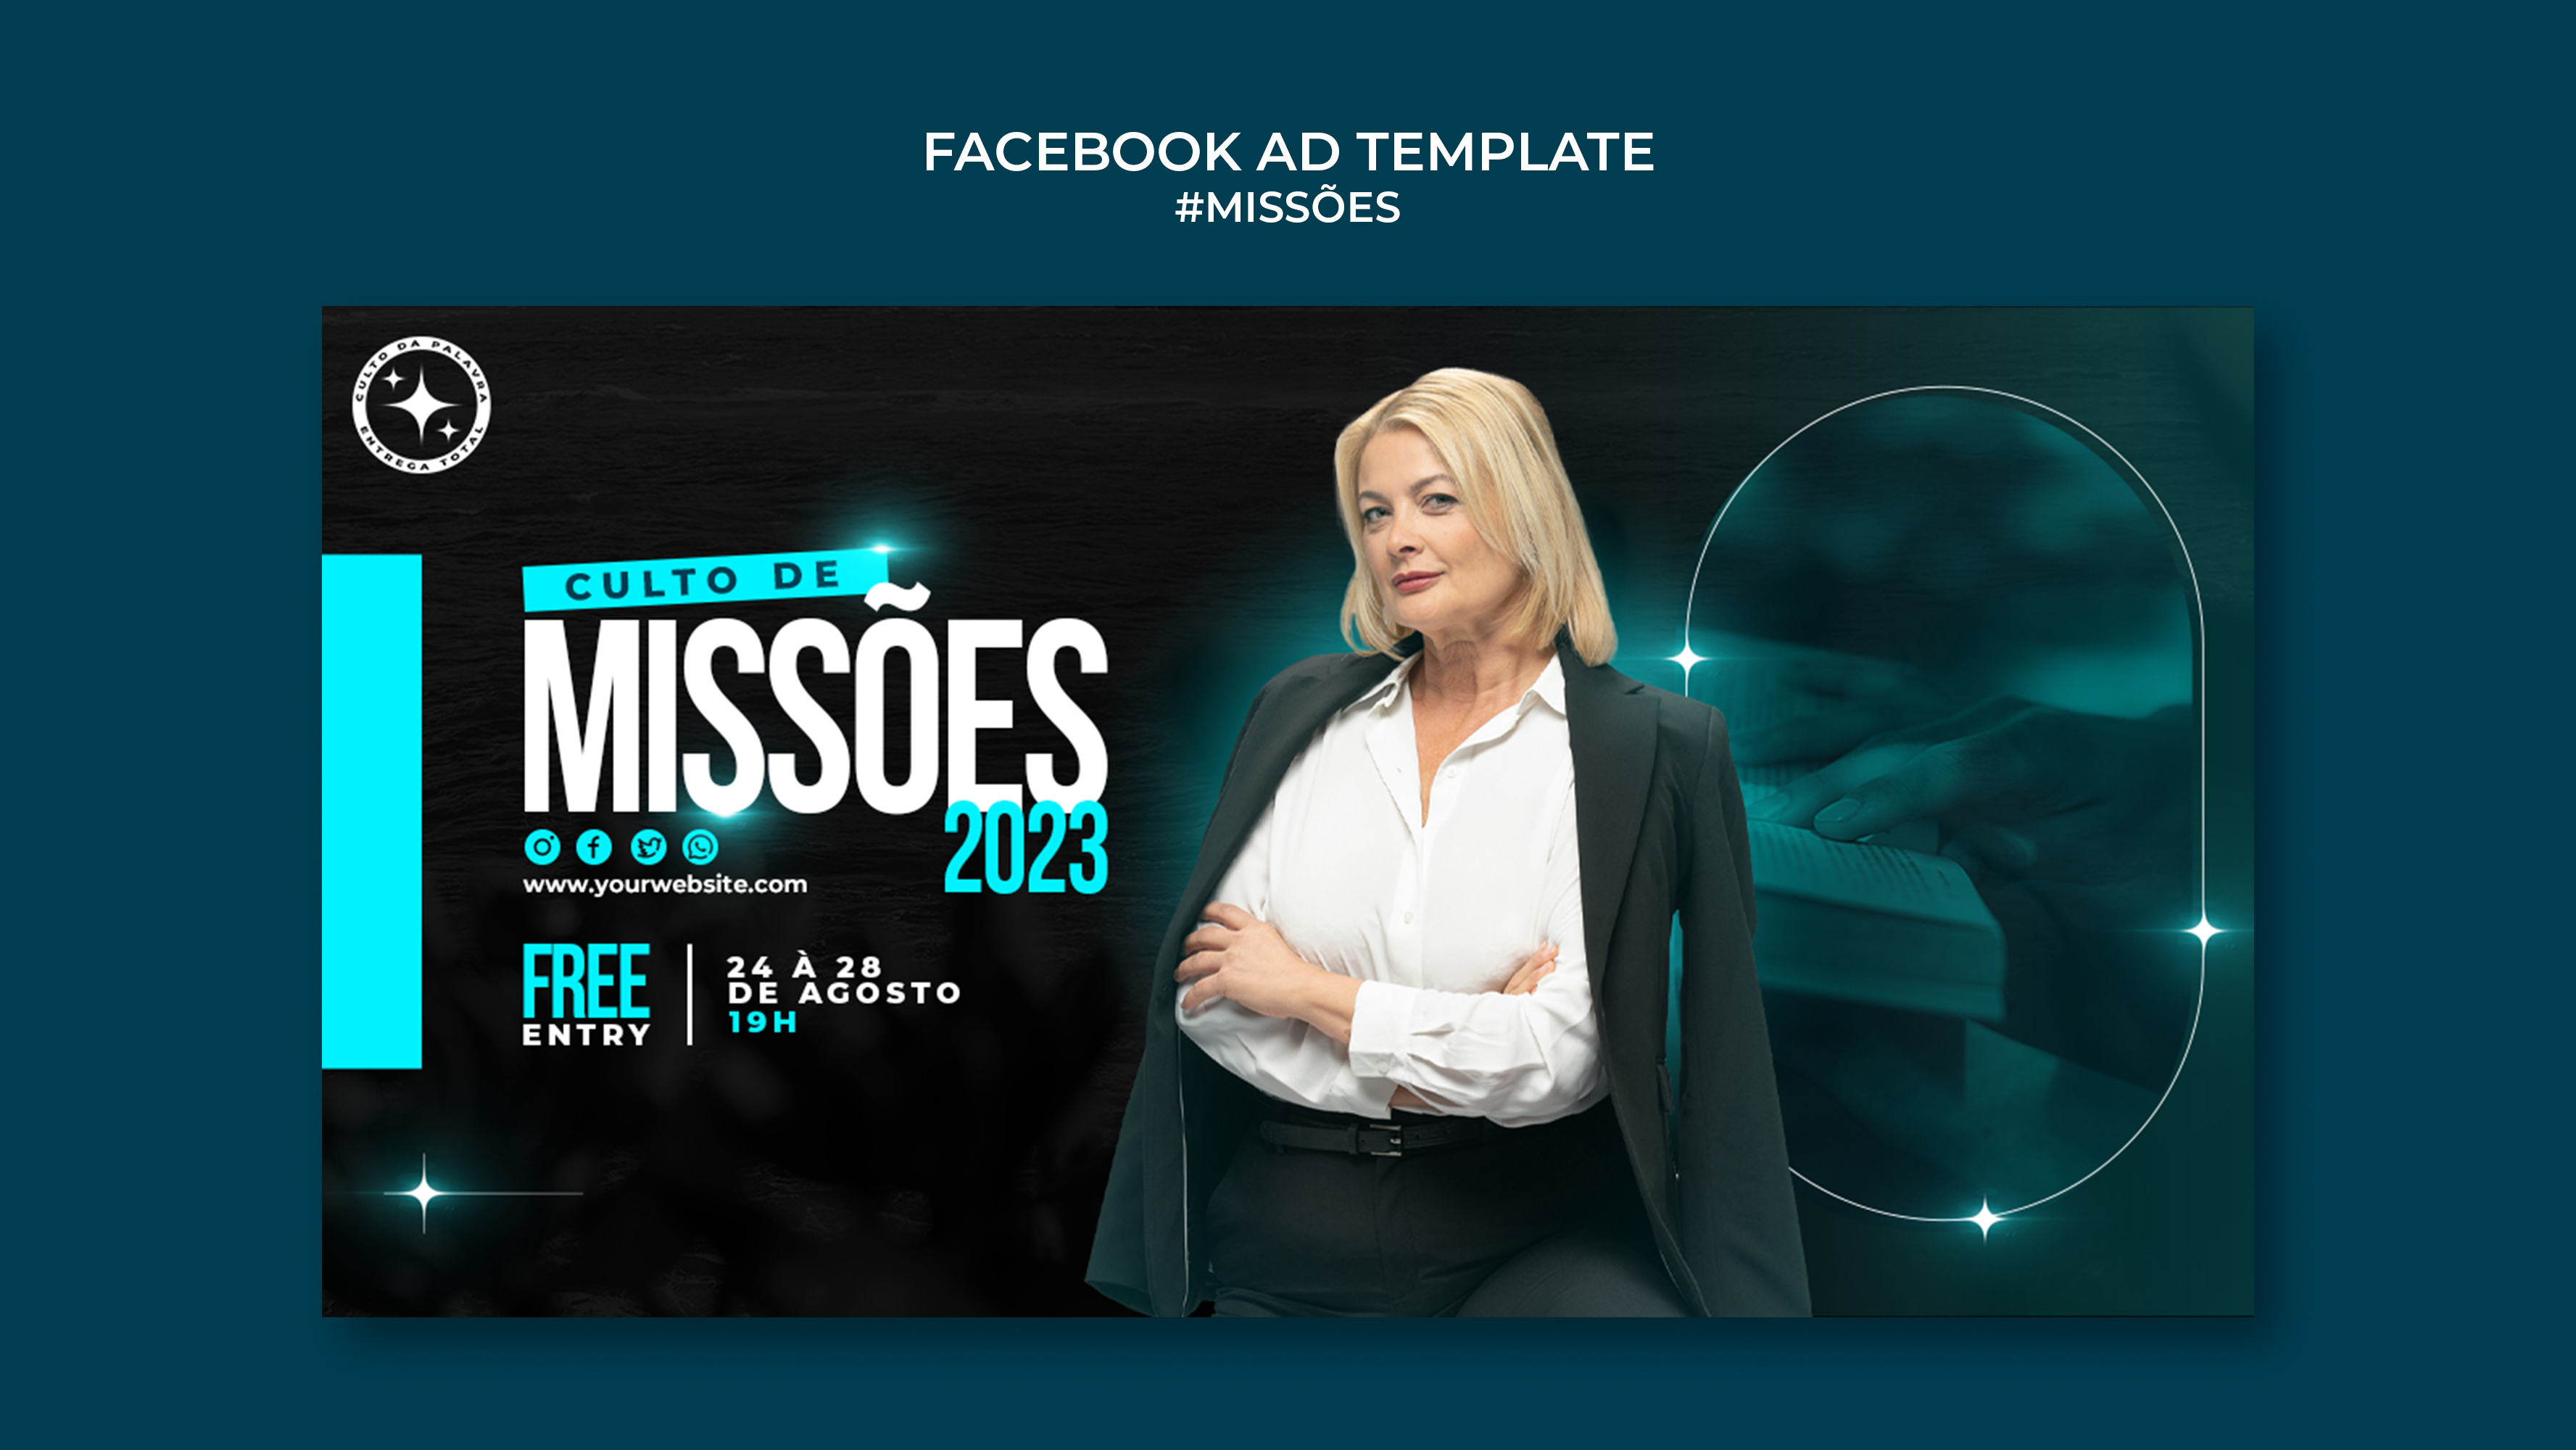 FACEBOOK AD TEMPLATE
#MISSÕES
CULTO DA PALAVRA
ENTREGA TOTAL
CULTO DE
MISSÕES
2023
www.yourwebsite.com
FREE
ENTRY
24 À 28
DE AGOSTO
19H